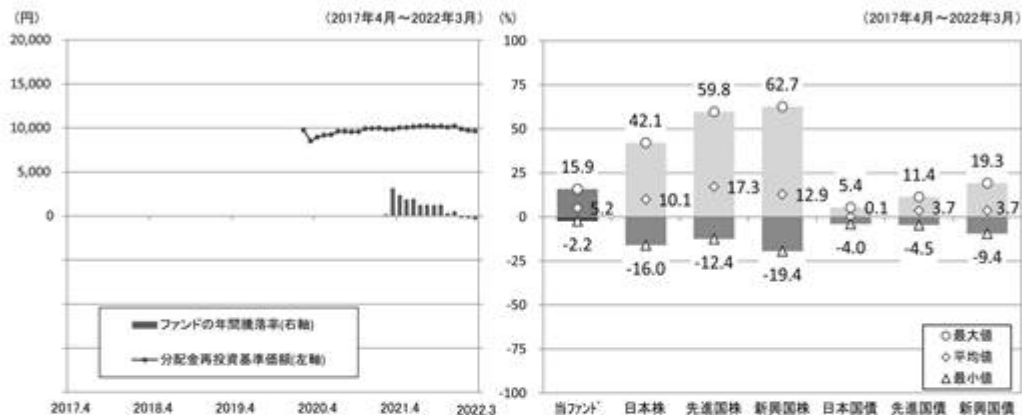 (円)
(2017年4月～2022年3月)
20,000
15,000
10,000
5,000
0
ファンドの年間騰落率(右軸)
分配金再投資基準価額(左軸)
2017.4 2018.4 2019.4 2020.4 2021.4 2022.3
(%)
(2017年4月～2022年3月)
100
75
50
25
0
-25
-50
-75
-100
15.9 42.1 59.8 62.7 5.4 11.4 19.3
5.2 10.1 17.3 12.9 0.1 3.7 3.7
-2.2 -16.0 -12.4 -19.4 -4.0 -4.5 -9.4
最大値
平均値
最小値
当ファンド 日本株 先進国株 新興国株 日本国債 先進国債 新興国債